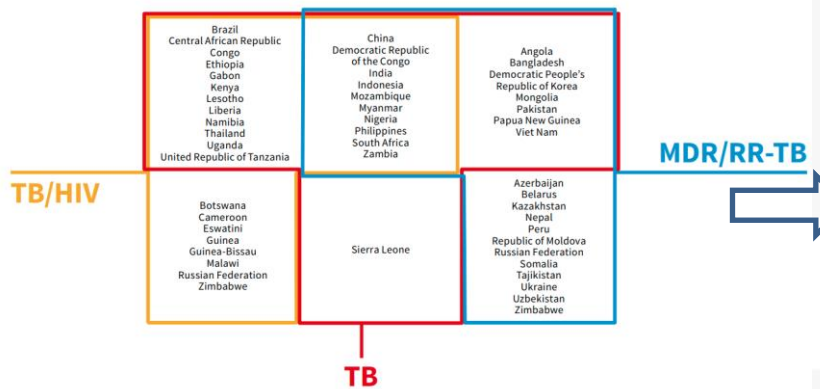 Brazil
Central African Republic
Congo
Ethiopia
Gabon
Kenya
Lesotho
Liberia
Namibia
Thailand
Uganda
United Republic of Tanzania
China
Democratic Republic
of the Congo
India
Indonesia
Mozambique
Myanmar
Nigeria
Philippines
South Africa
Zambia
Angola
Bangladesh
Democratic People's
Republic of Korea
Mongolia
Pakistan
Papua New Guinea
Viet Nam
MDR/RR-TB
TB/HIV
Botswana
Cameroon
Eswatini
Guinea
Guinea-Bissau
Malawi
Russian Federation
Zimbabwe
Sierra Leone
Azerbaijan
Belarus
Kazakhstan
Nepal
Peru
Republic of Moldova
Russian Federation
Somalia
Tajikistan
Ukraine
Uzbekistan
Zimbabwe
TB